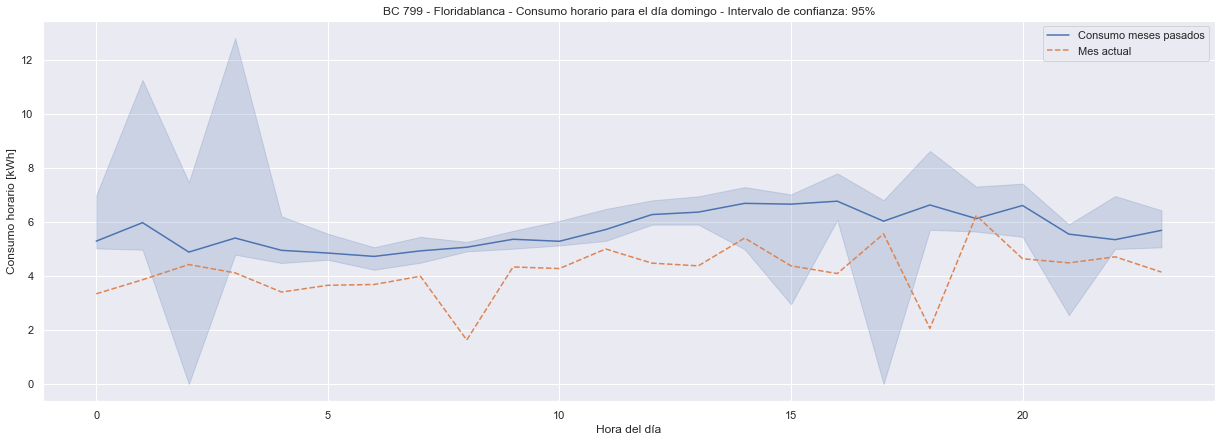 BC 799 - Floridablanca - Consumo horario para el día domingo - Intervalo de confianza: 95%
Consumo meses pasados
Mes actual
Consumo horario [kWh]
12
10
8
6
4
2
0
0
5
10
15
20
Hora del día